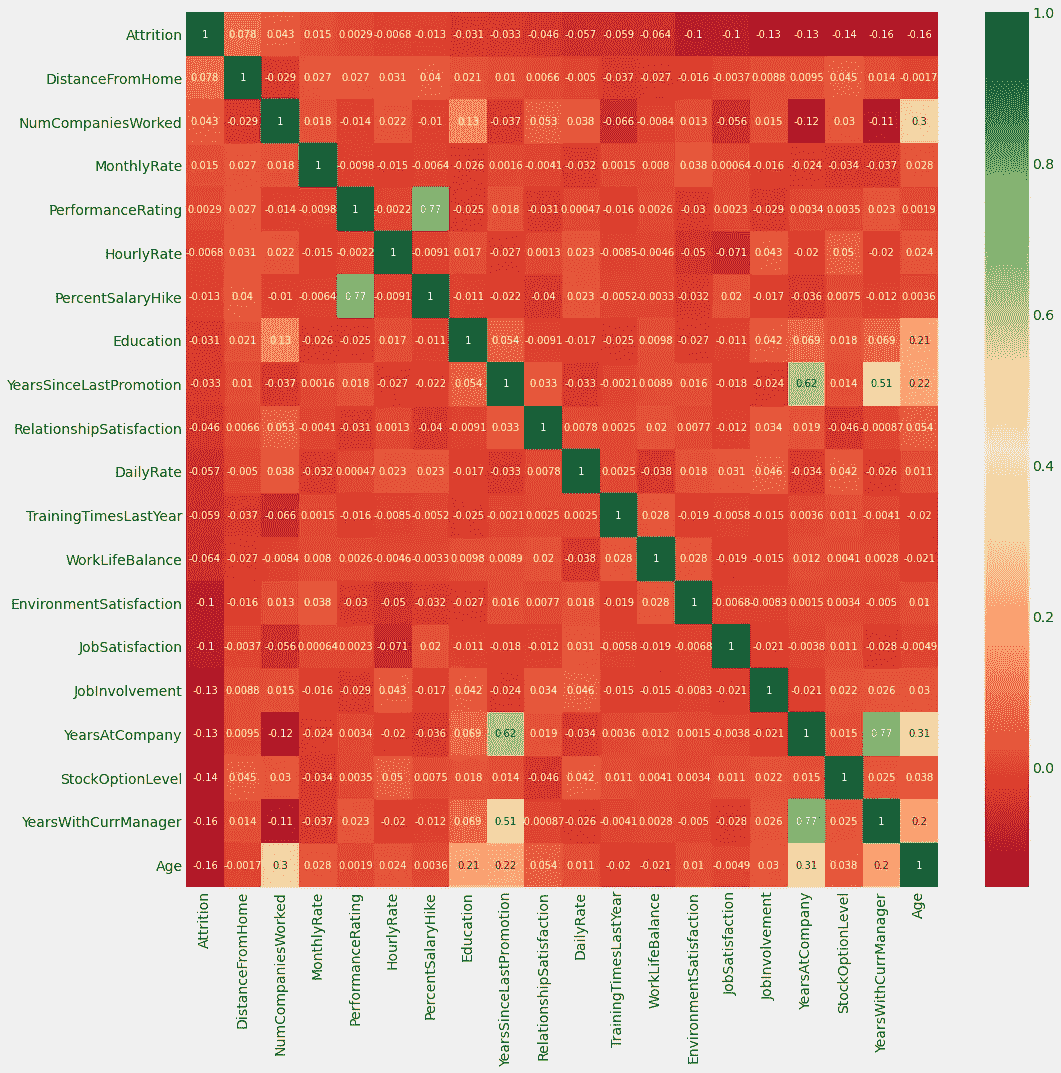 Attrition 1 0.078 0.043 0.015 0.0029 -0.0068 -0.013 -0.031 -0.033 -0.046 -0.057 -0.059 -0.064 -0.1 -0.1 -0.13 -0.13 -0.14 -0.16 -0.16
DistanceFromHome 0.078 1 -0.029 0.027 0.027 0.031 0.04 0.021 0.01 0.0066 -0.005 -0.037 -0.027 -0.016 -0.0037 0.0088 0.0095 0.045 0.014 -0.0017
NumCompaniesWorked 0.043 -0.029 1 0.018 -0.014 0.022 -0.01 0.13 -0.037 0.053 0.038 -0.066 -0.0084 0.013 -0.056 0.015 -0.12 0.03 -0.11 0.3
MonthlyRate 0.015 0.027 0.018 1 -0.0098 -0.015 -0.0064 -0.026 0.0016 -0.0041 -0.032 0.0015 0.008 0.038 0.00064 -0.016 -0.024 -0.034 -0.037 0.028
PerformanceRating 0.0029 0.027 -0.014 -0.0098 1 -0.0022 0.77 -0.025 0.018 -0.031 0.00047 -0.016 0.0026 -0.03 0.0023 -0.029 0.0034 0.0035 0.023 0.0019
HourlyRate -0.0068 0.031 0.022 -0.015 -0.0022 1 -0.0091 0.017 -0.027 0.0013 0.023 -0.0085 -0.0046 -0.05 -0.071 0.043 -0.02 0.05 -0.02 0.024
PercentSalaryHike -0.013 0.04 -0.01 -0.0064 0.77 -0.0091 1 -0.011 -0.022 -0.04 0.023 -0.0052 -0.0033 -0.032 0.02 -0.017 -0.036 0.0075 -0.012 0.0036
Education -0.031 0.021 0.13 -0.026 -0.025 0.017 -0.011 1 0.054 -0.0091 -0.017 -0.025 0.0098 -0.027 -0.011 0.042 0.069 0.018 0.069 0.21
YearsSinceLastPromotion -0.033 0.01 -0.037 0.0016 0.018 -0.027 -0.022 0.054 1 0.033 -0.033 -0.0021 0.0089 0.016 -0.018 -0.024 0.62 0.014 0.51 0.22
RelationshipSatisfaction -0.046 0.0066 0.053 -0.0041 -0.031 0.0013 -0.04 -0.0091 0.033 1 0.0078 0.0025 0.02 0.0077 -0.012 0.034 0.019 -0.046 -0.00087 0.054
DailyRate -0.057 -0.005 0.038 -0.032 0.00047 0.023 0.023 -0.017 -0.033 0.0078 1 0.0025 -0.038 0.018 0.031 0.046 -0.034 0.042 -0.026 0.011
TrainingTimesLastYear -0.059 -0.037 -0.066 0.0015 -0.016 -0.0085 -0.0052 -0.025 -0.0021 0.0025 0.0025 1 0.028 -0.019 -0.0058 -0.015 0.0036 0.011 -0.0041 -0.02
WorkLifeBalance -0.064 -0.027 -0.0084 0.008 0.0026 -0.0046 -0.0033 0.0098 0.0089 0.02 -0.038 0.028 1 0.028 -0.019 -0.015 0.012 0.0041 0.0028 -0.021
EnvironmentSatisfaction -0.1 -0.016 0.013 0.038 -0.03 -0.05 -0.032 -0.027 0.016 0.0077 0.018 -0.019 0.028 1 -0.0068 -0.0083 0.0015 0.0034 -0.005 0.01
JobSatisfaction -0.1 -0.0037 -0.056 0.00064 0.0023 -0.071 0.02 -0.011 -0.018 -0.012 0.031 -0.0058 -0.019 -0.0068 1 -0.021 -0.0038 0.011 -0.028 -0.0049
JobInvolvement -0.13 0.0088 0.015 -0.016 -0.029 0.043 -0.017 0.042 -0.024 0.034 0.046 -0.015 -0.015 -0.0083 -0.021 1 -0.021 0.022 0.026 0.03
YearsAtCompany -0.13 0.0095 -0.12 -0.024 0.0034 -0.02 -0.036 0.069 0.62 0.019 -0.034 0.0036 0.012 0.0015 -0.0038 -0.021 1 0.015 0.77 0.31
StockOptionLevel -0.14 0.045 0.03 -0.034 0.0035 0.05 0.0075 0.018 0.014 -0.046 0.042 0.011 0.0041 0.0034 0.011 0.022 0.015 1 0.025 0.038
YearsWithCurrManager -0.16 0.014 -0.11 -0.037 0.023 -0.02 -0.012 0.069 0.51 0.00087 -0.026 -0.0041 0.0028 -0.005 -0.028 0.026 0.77 0.025 1 0.2
Age -0.16 -0.0017 0.3 0.028 0.0019 0.024 0.0036 0.21 0.22 0.054 0.011 -0.02 -0.021 0.01 -0.0049 0.03 0.31 0.038 0.2 1
Attrition
DistanceFromHome
NumCompaniesWorked
MonthlyRate
PerformanceRating
HourlyRate
PercentSalaryHike
Education
YearsSinceLastPromotion
RelationshipSatisfaction
DailyRate
TrainingTimesLastYear
WorkLifeBalance
EnvironmentSatisfaction
JobSatisfaction
JobInvolvement
YearsAtCompany
StockOptionLevel
YearsWithCurrManager
Age
1.0
0.8
0.6
0.4
0.2
0.0